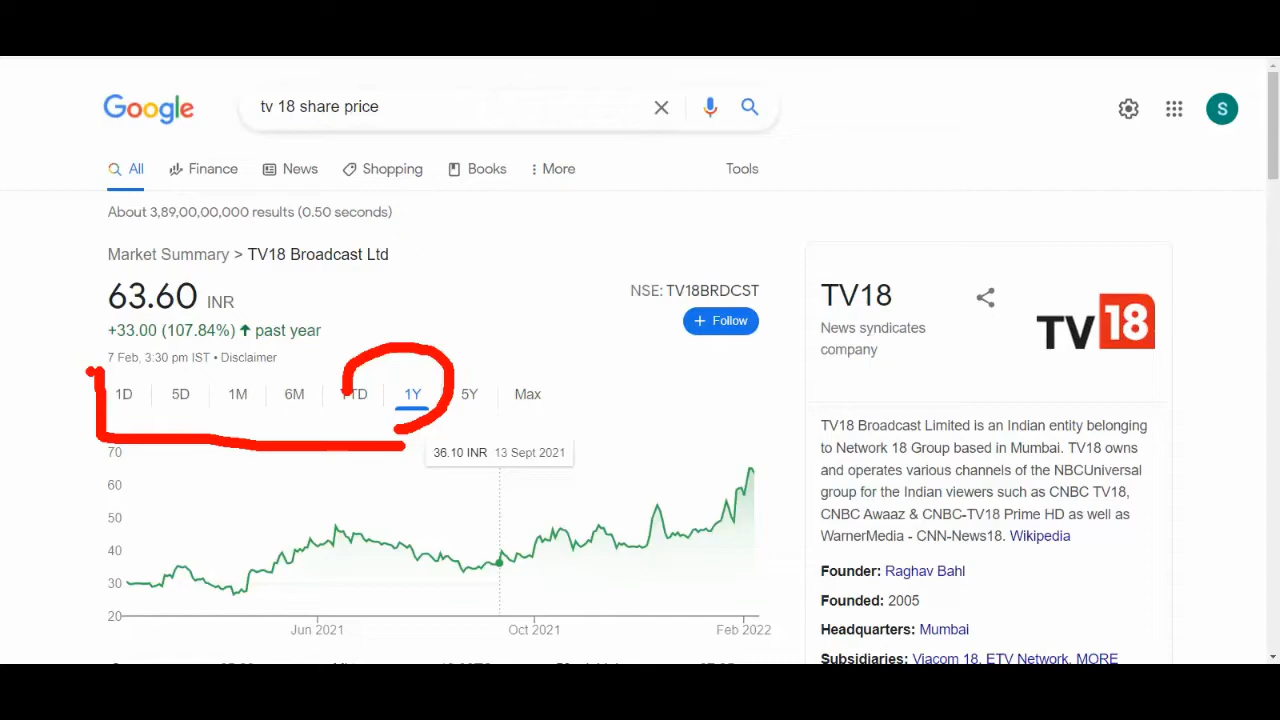 Google
tv 18 share price
S
All Finance News Shopping Books More Tools
About 3,89,00,00,000 results (0.50 seconds)
Market Summary > TV18 Broadcast Ltd
63.60 INR
NSE: TV18BRDCST
+33.00 (107.84%) past year
+ Follow
7 Feb, 3:30 pm IST • Disclaimer
1D 5D 1M 6M YTD 1Y 5Y Max
36.10 INR 13 Sept 2021
70
60
50
40
30
20
Jun 2021 Oct 2021 Feb 2022
TV18
TV18
News syndicates
company
TV18 Broadcast Limited is an Indian entity belonging
to Network 18 Group based in Mumbai. TV18 owns
and operates various channels of the NBCUniversal
group for the Indian viewers such as CNBC TV18,
CNBC Awaaz & CNBC-TV18 Prime HD as well as
WarnerMedia - CNN-News18. Wikipedia
Founder: Raghav Bahl
Founded: 2005
Headquarters: Mumbai
Subsidiaries: Viacom 18, ETV Network, MORE